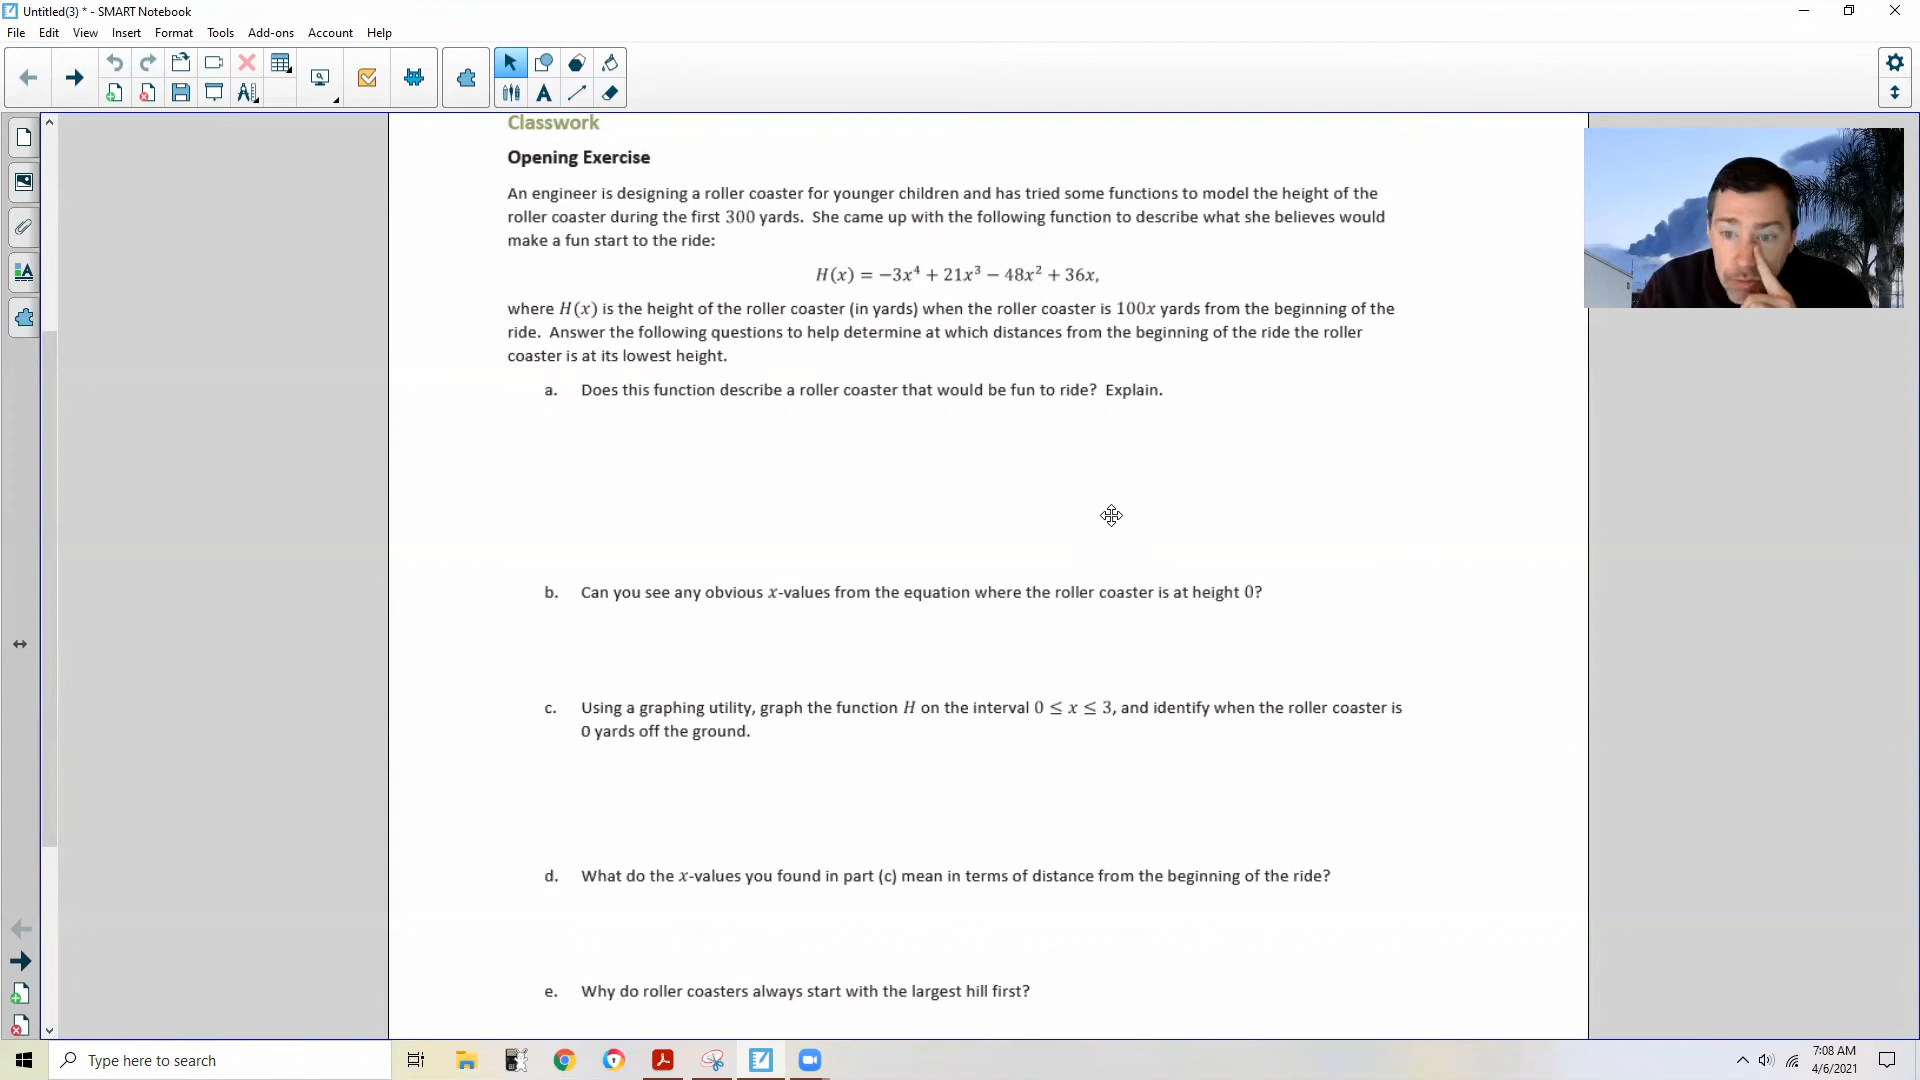 Untitled(3) * - SMART Notebook
File Edit View Insert Format Tools Add-ons Account Help
Classwork
Opening Exercise
An engineer is designing a roller coaster for younger children and has tried some functions to model the height of the
roller coaster during the first 300 yards. She came up with the following function to describe what she believes would
make a fun start to the ride:
H(x) = −3x⁴ + 21x³ − 48x² + 36x,
where H(x) is the height of the roller coaster (in yards) when the roller coaster is 100x yards from the beginning of the
ride. Answer the following questions to help determine at which distances from the beginning of the ride the roller
coaster is at its lowest height.
a. Does this function describe a roller coaster that would be fun to ride? Explain.
b. Can you see any obvious x-values from the equation where the roller coaster is at height 0?
c. Using a graphing utility, graph the function H on the interval 0 ≤ x ≤ 3, and identify when the roller coaster is
0 yards off the ground.
d. What do the x-values you found in part (c) mean in terms of distance from the beginning of the ride?
e. Why do roller coasters always start with the largest hill first?
Type here to search
7:08 AM
4/6/2021